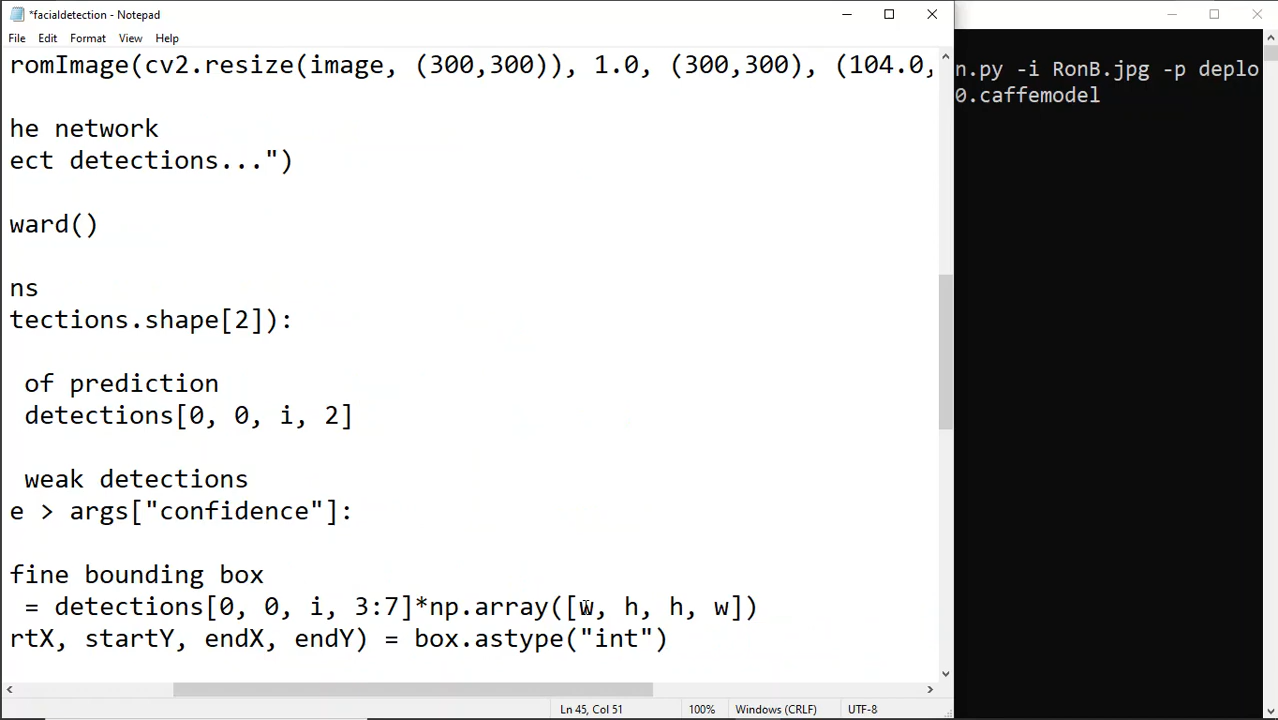 *facialdetection - Notepad
File Edit Format View Help
romImage(cv2.resize(image, (300,300)), 1.0, (300,300), (104.0,
he network
ect detections...")
ward()
ns
tections.shape[2]):
of prediction
detections[0, 0, i, 2]
weak detections
e > args["confidence"]:
fine bounding box
= detections[0, 0, i, 3:7]*np.array([w, h, h, w])
rtX, startY, endX, endY) = box.astype("int")
Ln 45, Col 51 100% Windows (CRLF) UTF-8
n.py -i RonB.jpg -p deplo
0.caffemodel